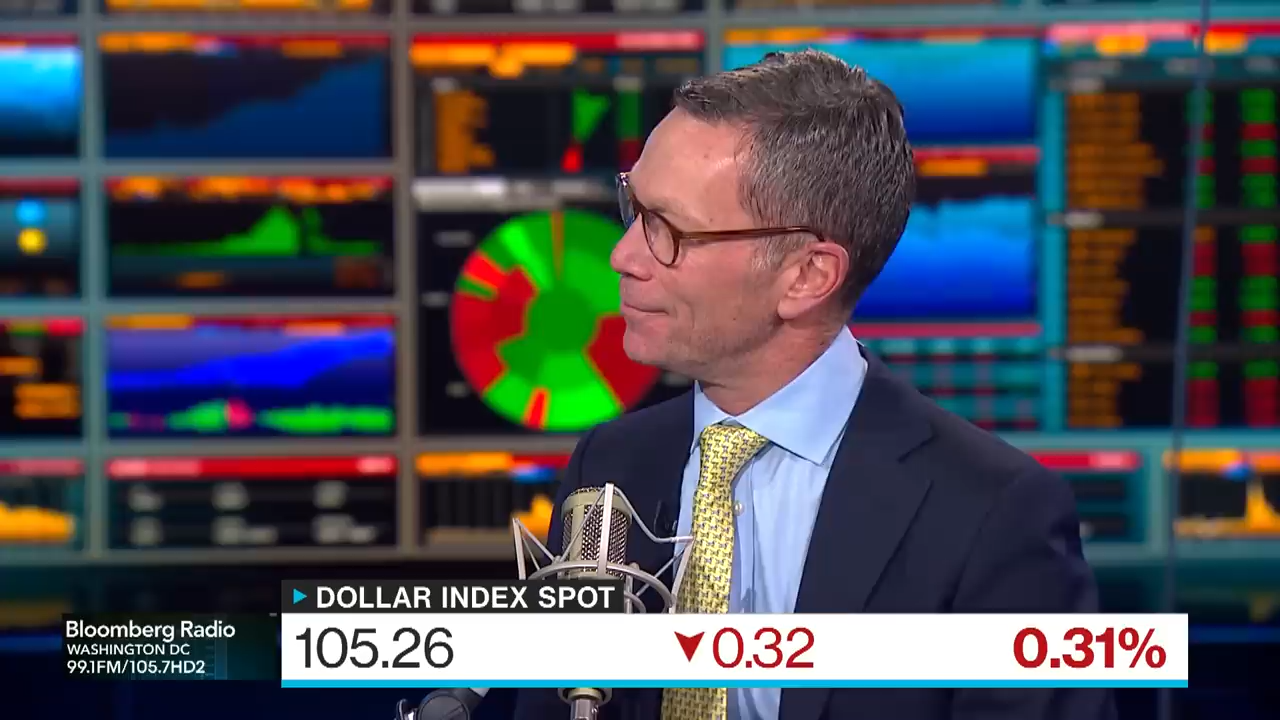 DOLLAR INDEX SPOT
105.26 0.32 0.31%
Bloomberg Radio
WASHINGTON DC
99.1FM/105.7HD2